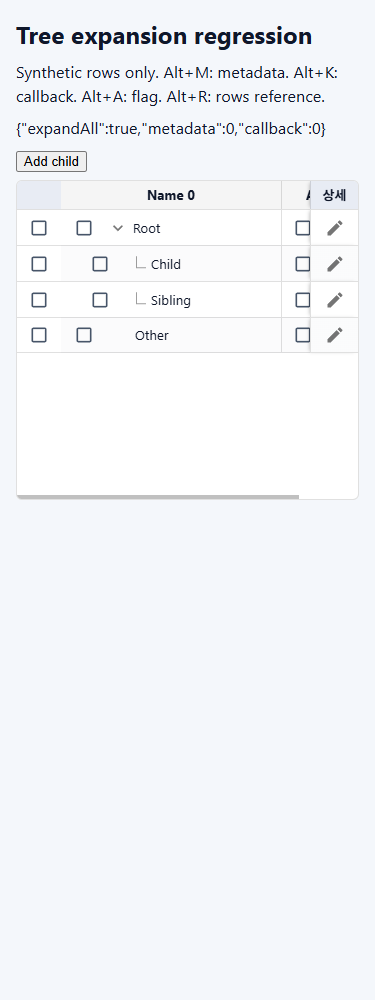 Tree expansion regression
Synthetic rows only. Alt+M: metadata. Alt+K:
callback. Alt+A: flag. Alt+R: rows reference.
{"expandAll":true,"metadata":0,"callback":0}
Add child
Name 0 상세
Root
Child
Sibling
Other